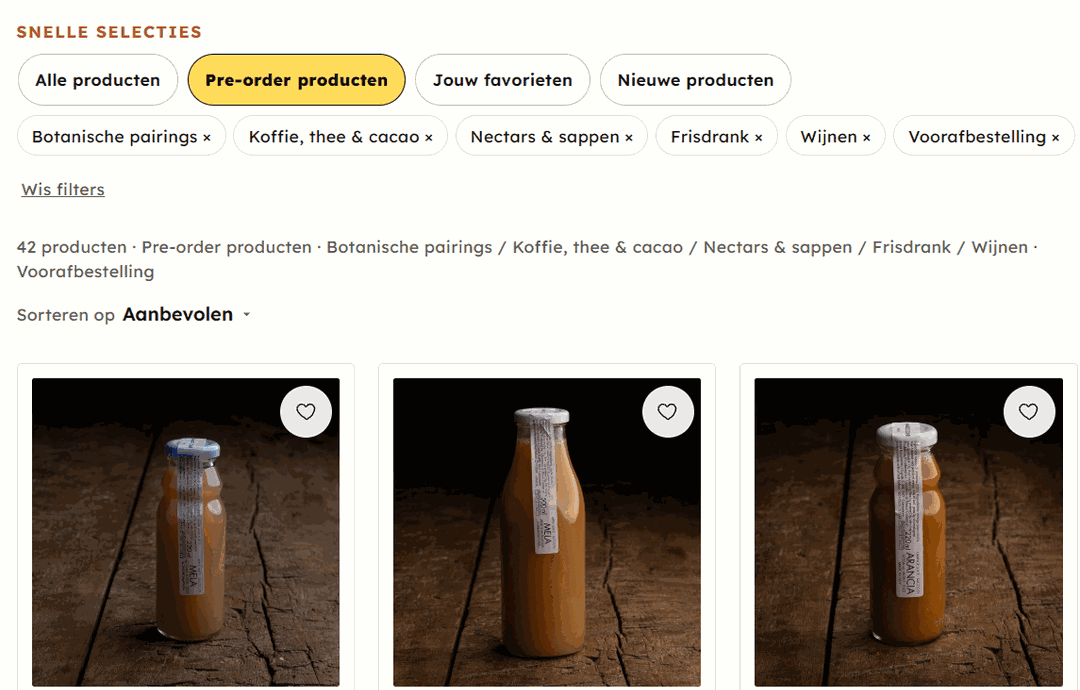 SNELLE SELECTIES
Alle producten
Pre-order producten
Jouw favorieten
Nieuwe producten
Botanische pairings ×
Koffie, thee & cacao ×
Nectars & sappen ×
Frisdrank ×
Wijnen ×
Voorafbestelling ×
Wis filters
42 producten · Pre-order producten · Botanische pairings / Koffie, thee & cacao / Nectars & sappen / Frisdrank / Wijnen ·
Voorafbestelling
Sorteren op Aanbevolen
MELA
MELA
ARANCIA